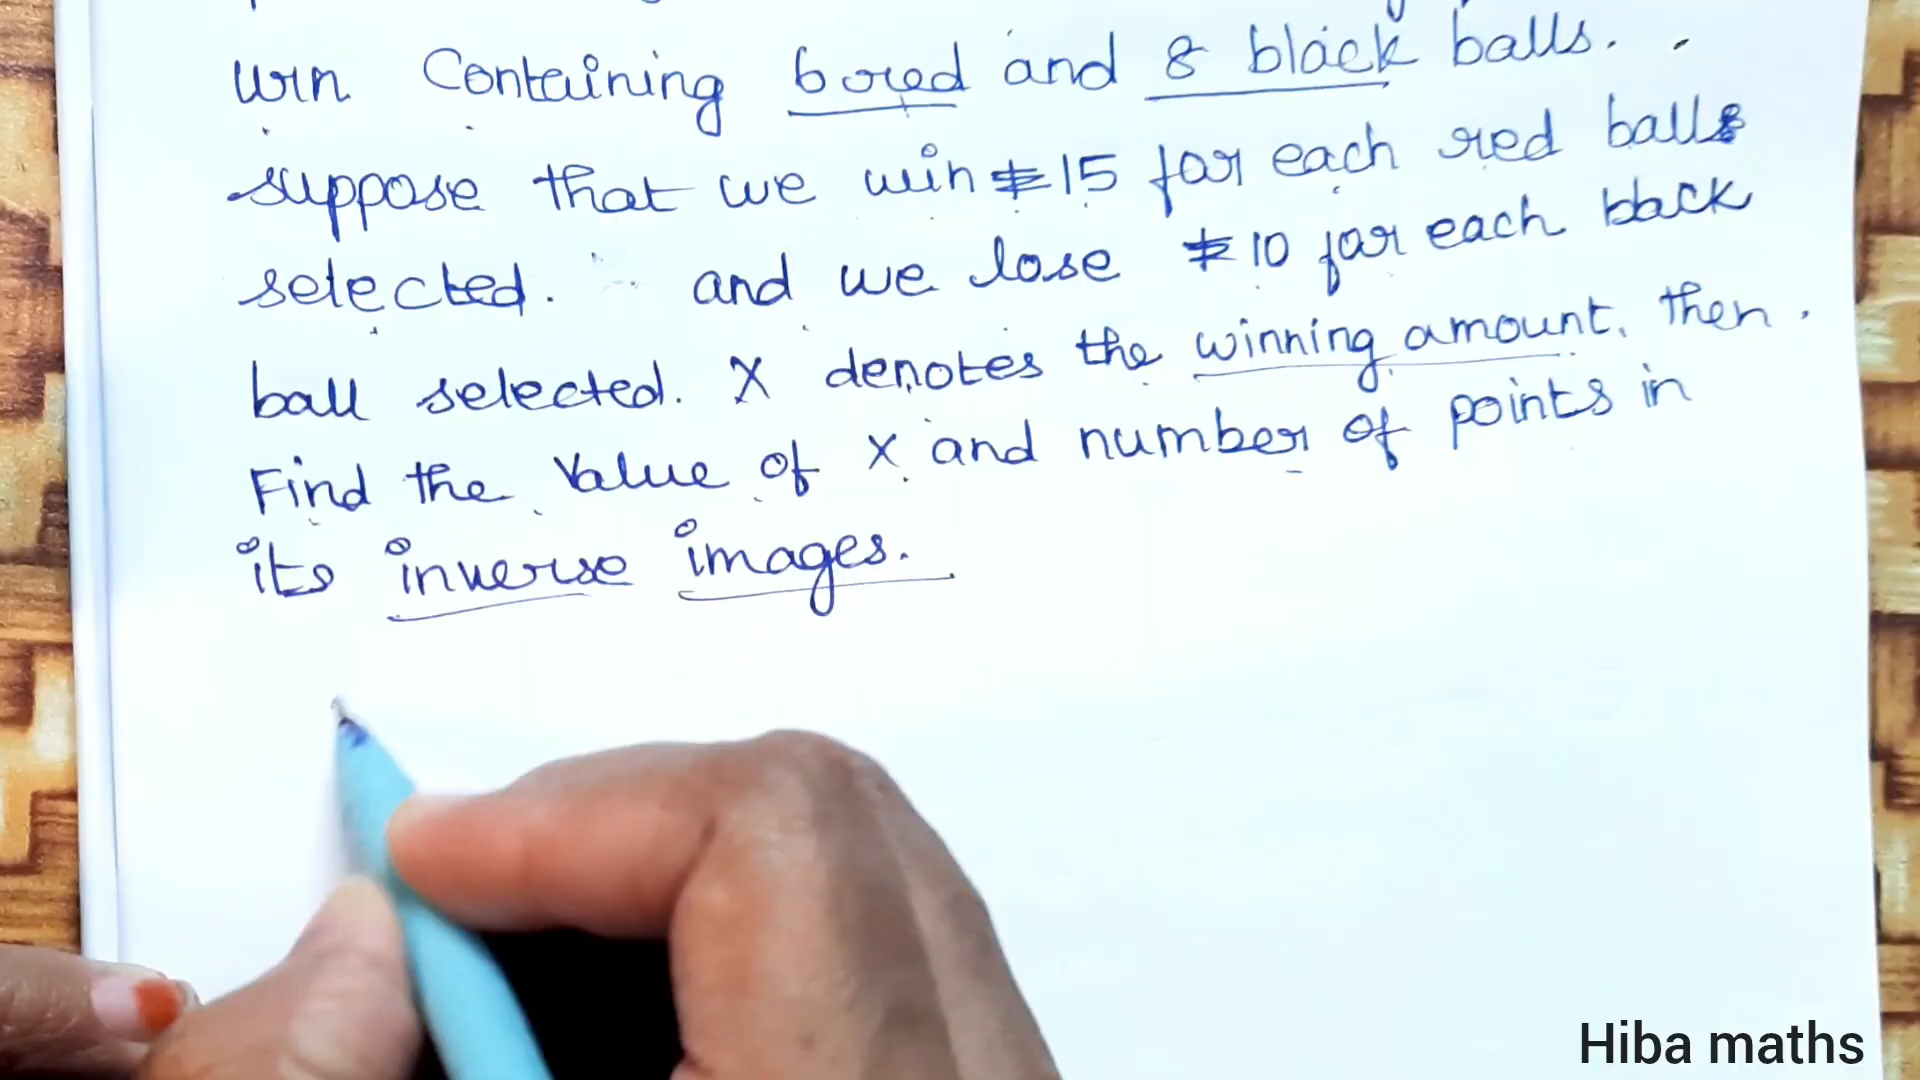 urn containing 6 red and 8 black balls.
suppose that we win ₹15 for each red balls
selected. and we lose ₹10 for each black
ball selected. X denotes the winning amount. then
Find the Value of X and number of points in
its inverse images.
Hiba maths